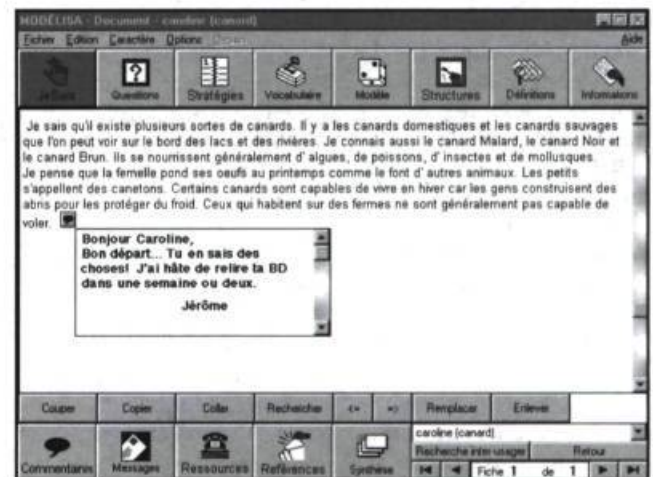 MODÉLISA - Document - caroline (canard)
Fichier Edition Caractère Options
Aide
Je Sais Questions Stratégies Vocabulaire Modèle Structures Définitions Informations
Je sais qu'il existe plusieurs sortes de canards. Il y a les canards domestiques et les canards sauvages
que l'on peut voir sur le bord des lacs et des rivières. Je connais aussi le canard Malard, le canard Noir et
le canard Brun. Ils se nourrissent généralement d' algues, de poissons, d' insectes et de mollusques.
Je pense que la femelle pond ses oeufs au printemps comme le font d' autres animaux. Les petits
s'appellent des canetons. Certains canards sont capables de vivre en hiver car les gens construisent des
abris pour les protéger du froid. Ceux qui habitent sur des fermes ne sont généralement pas capable de
voler.
Bonjour Caroline,
Bon départ... Tu en sais des
choses! J'ai hâte de relire ta BD
dans une semaine ou deux.
Jérôme
Couper Copier Coller Rechercher <= => Remplacer Enlever
caroline (canard)
Recherche inter-usager Retour
Commentaires Messages Ressources Références Synthèse
Fiche 1 de 1